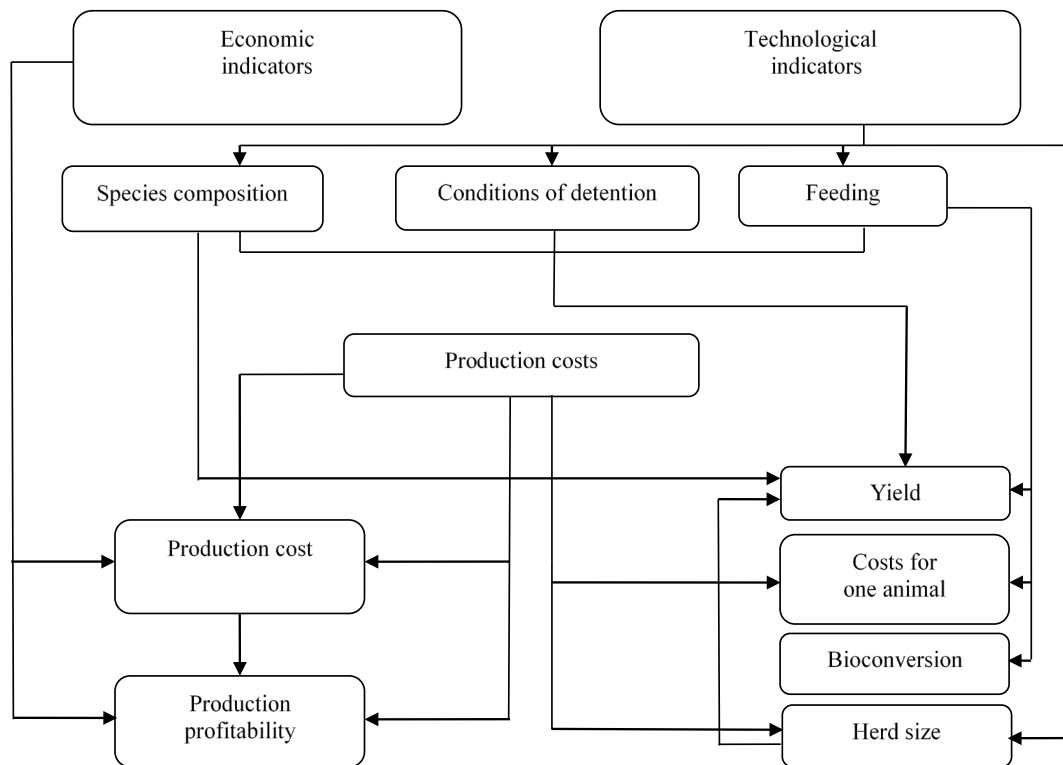 Economic
indicators
Technological
indicators
Species composition
Conditions of detention
Feeding
Production costs
Yield
Production cost
Costs for
one animal
Bioconversion
Production
profitability
Herd size